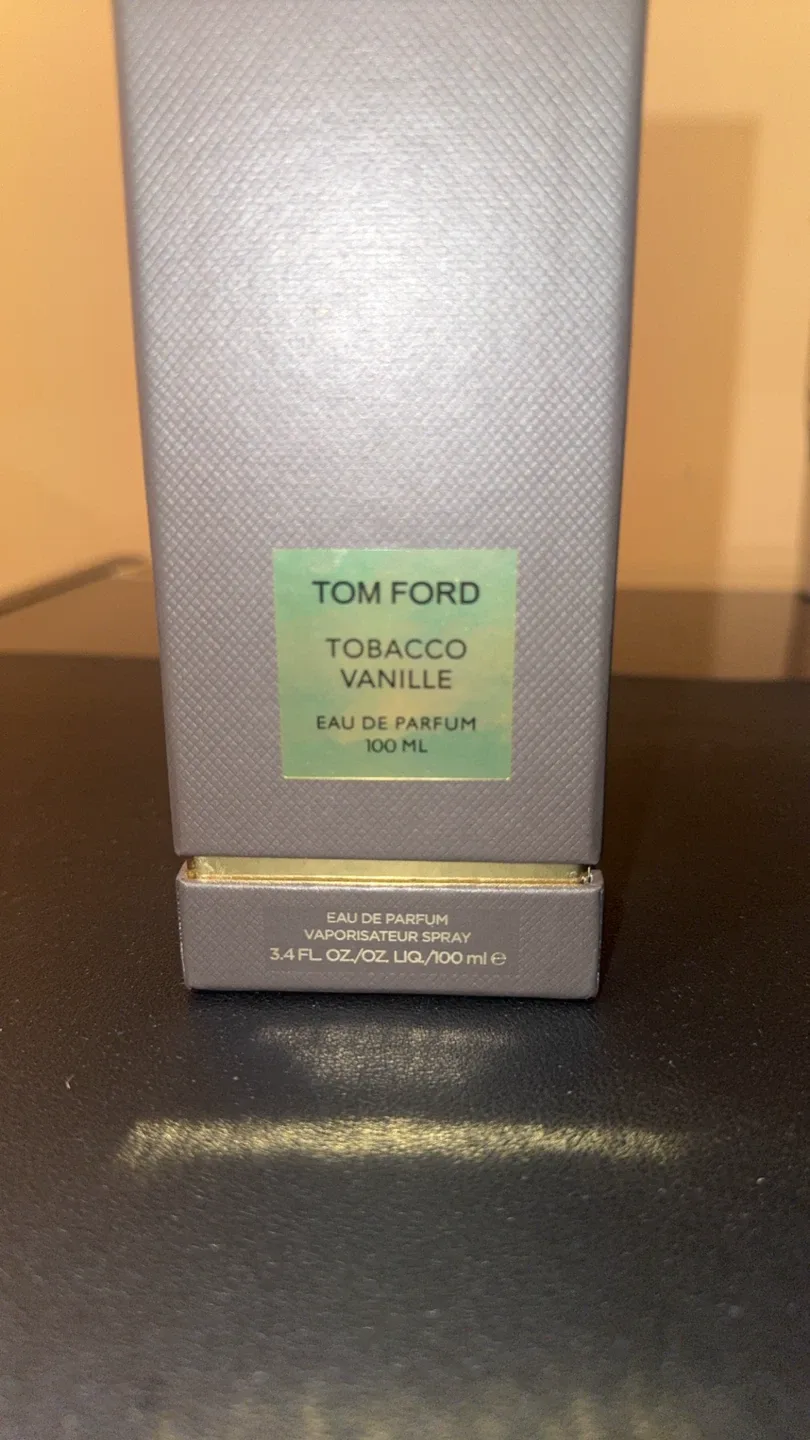 TOM FORD
TOBACCO
VANILLE
EAU DE PARFUM
100 ML
EAU DE PARFUM
VAPORISATEUR SPRAY
3.4 FL. OZ./OZ. LIQ./100 ml ℮